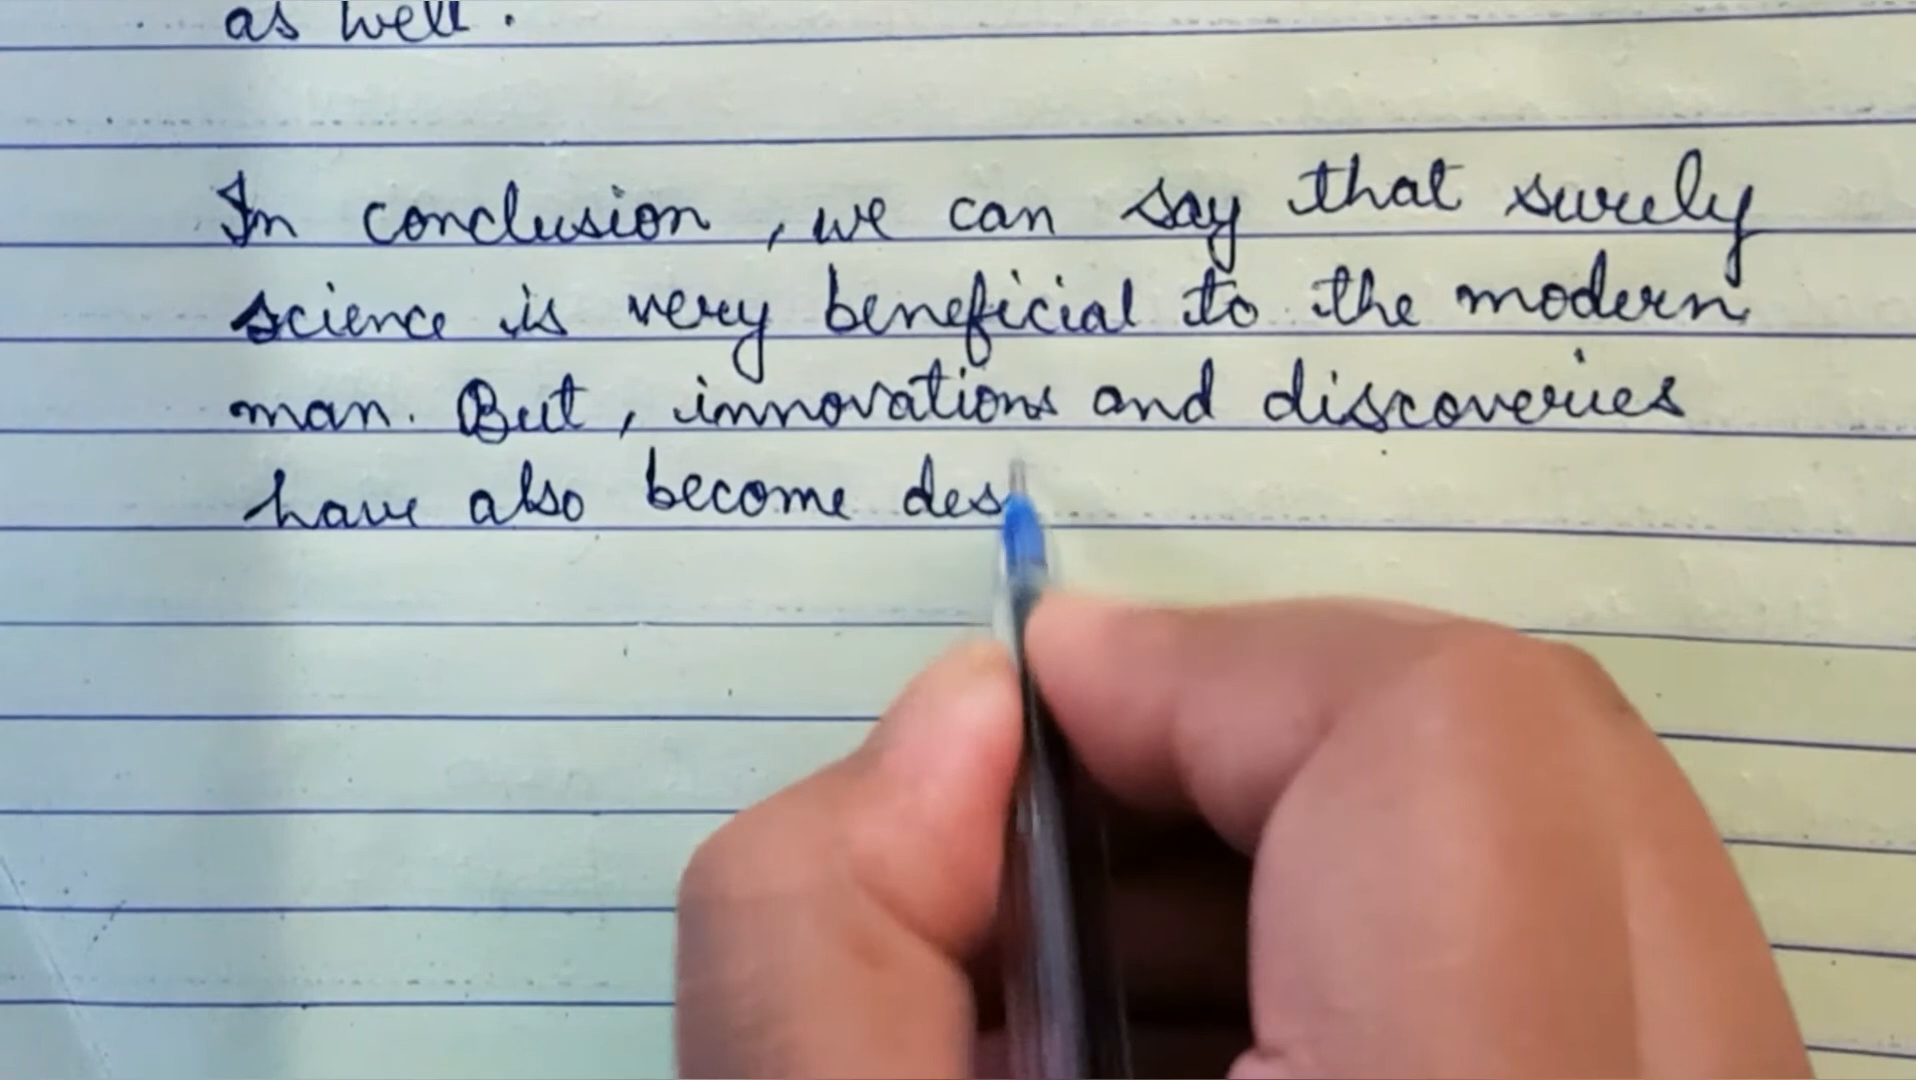 as well.
In conclusion, we can say that surely
science is very beneficial to the modern
man. But, innovations and discoveries
have also become des